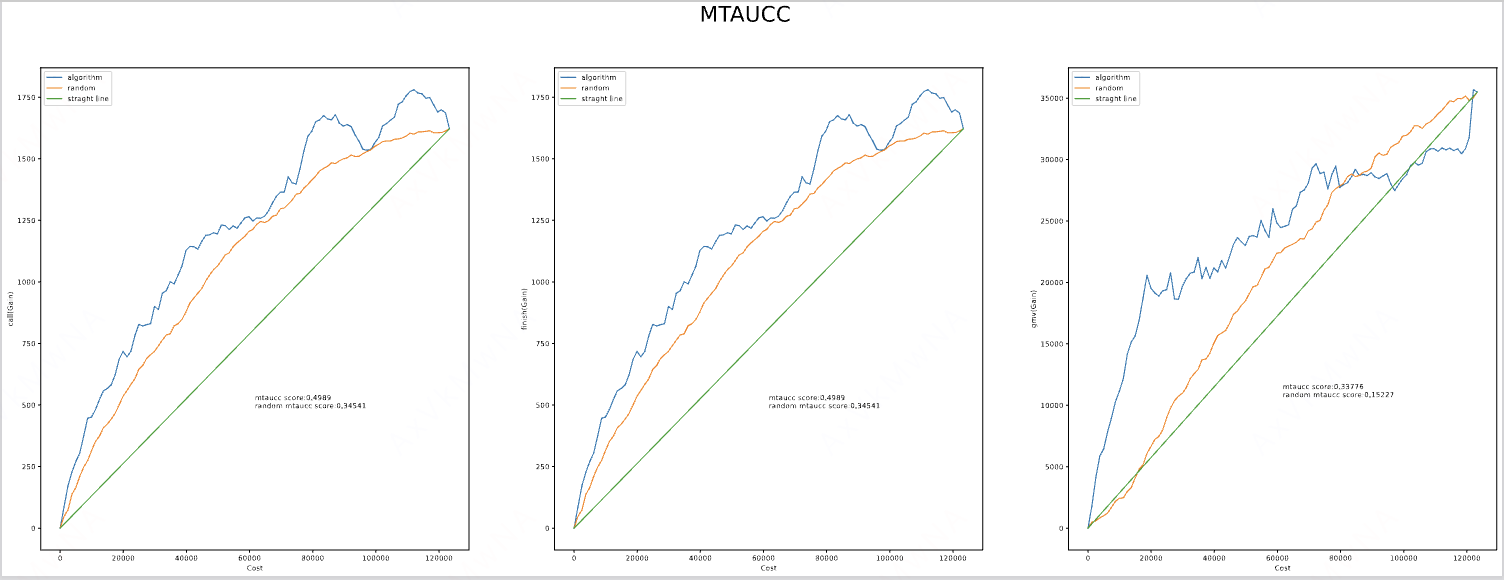 MTAUCC
algorithm
random
straght line
1750
1500
1250
1000
750
500
250
0
call(Gain)
mtaucc score:0,4989
random mtaucc score:0,34541
0 20000 40000 60000 80000 100000 120000
Cost
algorithm
random
straght line
1750
1500
1250
1000
750
500
250
0
finish(Gain)
mtaucc score:0,4989
random mtaucc score:0,34541
0 20000 40000 60000 80000 100000 120000
Cost
algorithm
random
straght line
35000
30000
25000
20000
15000
10000
5000
0
gmv(Gain)
mtaucc score:0,33776
random mtaucc score:0,15227
0 20000 40000 60000 80000 100000 120000
Cost